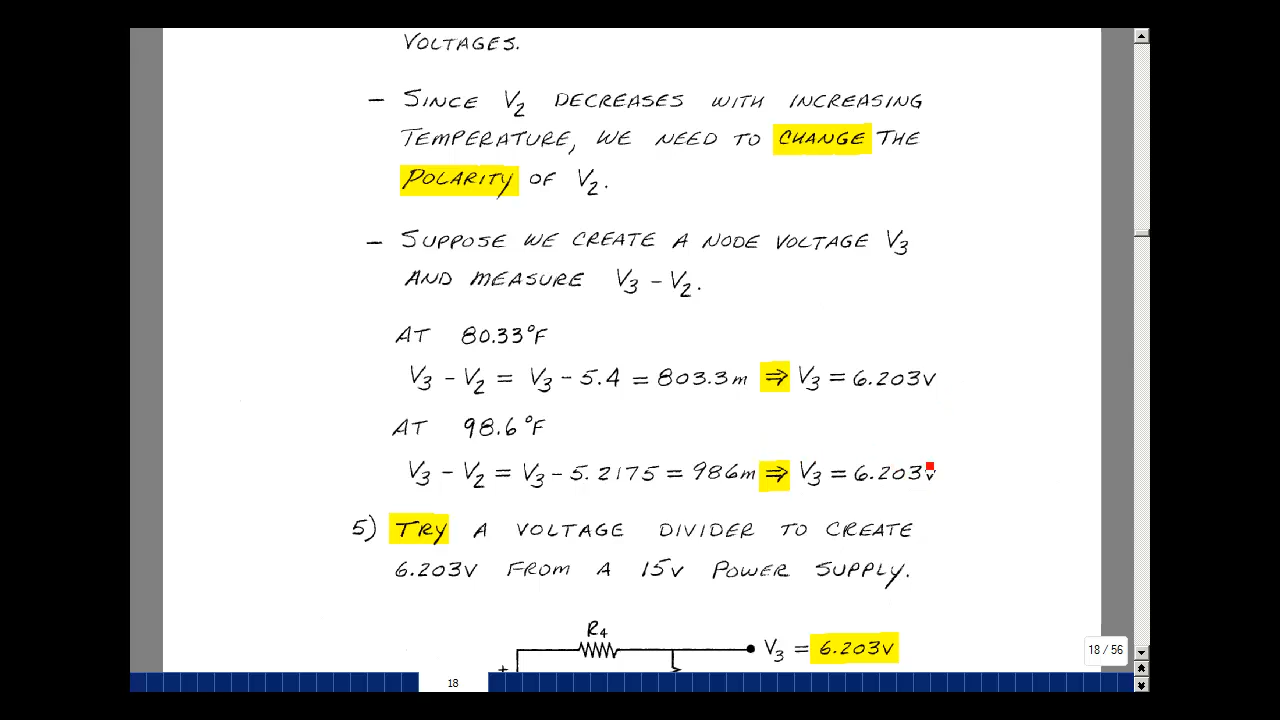 VOLTAGES.
– SINCE V2 DECREASES WITH INCREASING
TEMPERATURE, WE NEED TO CHANGE THE
POLARITY OF V2.
– SUPPOSE WE CREATE A NODE VOLTAGE V3
AND MEASURE V3 – V2.
AT 80.33°F
V3 – V2 = V3 – 5.4 = 803.3m ⇒ V3 = 6.203V
AT 98.6°F
V3 – V2 = V3 – 5.2175 = 986m ⇒ V3 = 6.203V
5) TRY A VOLTAGE DIVIDER TO CREATE
6.203V FROM A 15V POWER SUPPLY.
R4
V3 = 6.203V
+
18 / 56
18